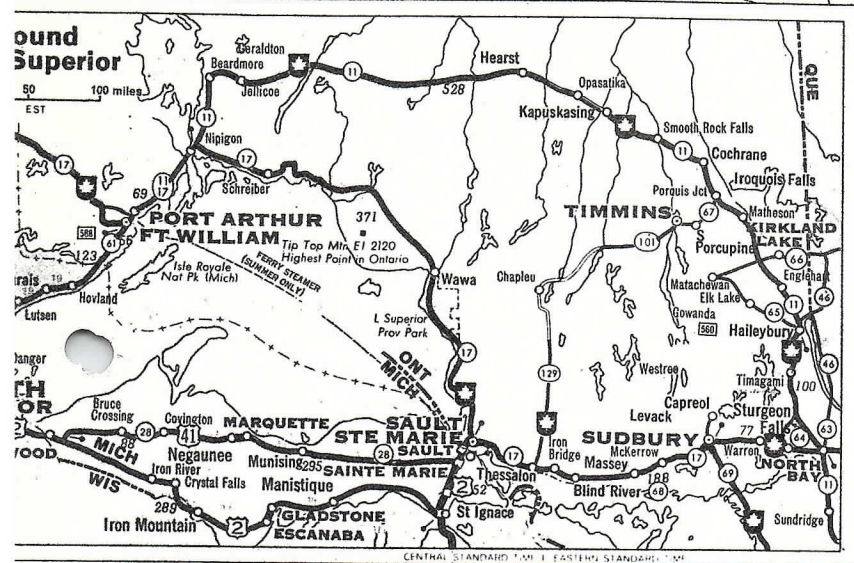 ound
Superior
50 100 miles
EST
Geraldton
Beardmore
Jellicoe
11
Hearst
528
Opasatika
Kapuskasing
Smooth Rock Falls
11
Cochrane
Iroquois Falls
Porquis Jct
QUE
11
Nipigon
17
17
Schreiber
11
17
69
PORT ARTHUR
FT WILLIAM
588
61
66
123
371
Tip Top Mtn El 2120
Highest Point in Ontario
FERRY STEAMER
(SUMMER ONLY)
Isle Royale
Nat Pk (Mich)
rais
19
19
Hovland
Lutsen
Wawa
L Superior
Prov Park
17
ONT
MICH
TIMMINS
67
S
Porcupine
101
Matheson
KIRKLAND
LAKE
66
Englehart
Chapleu
Matachewan
Elk Lake
65
11
46
Gowanda
560
Haileybury
129
Westree
Timagami
100
46
Capreol
Levack
Sturgeon
Falls
63
SUDBURY
77
Warren
64
NORTH
BAY
McKerrow
17
69
11
Sundridge
Massey
188
Blind River
68
Iron
Bridge
17
Thessalon
SAULT
STE MARIE
SAULT
SAINTE MARIE
28
52
St Ignace
Danger
TH
OR
2
WOOD
Bruce
Crossing
88
28
Covington
41
Negaunee
MARQUETTE
Munising
295
MICH
WIS
Iron River
Crystal Falls
Manistique
289
Iron Mountain
2
GLADSTONE
ESCANABA
CENTRAL STANDARD TIME EASTERN STANDARD TIME